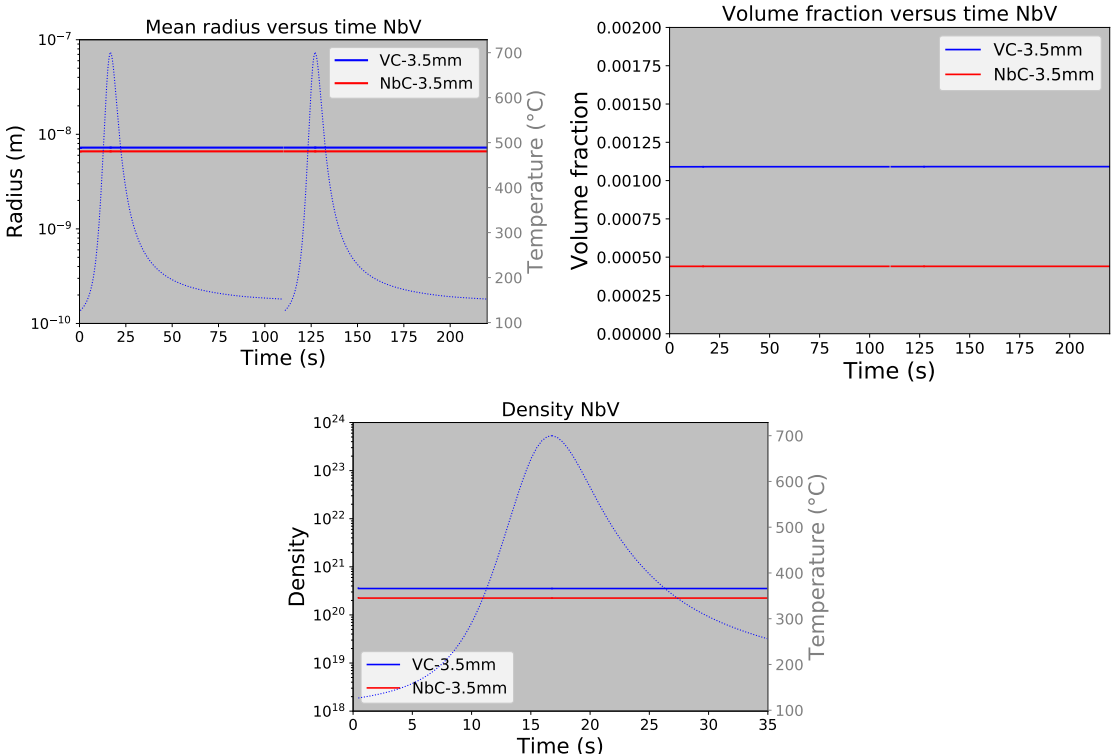 Mean radius versus time NbV
10⁻⁷
10⁻⁸
10⁻⁹
10⁻¹⁰
Radius (m)
VC-3.5mm
NbC-3.5mm
700
600
500
400
300
200
100
Temperature (°C)
0 25 50 75 100 125 150 175 200
Time (s)
Volume fraction versus time NbV
0.00200
0.00175
0.00150
0.00125
0.00100
0.00075
0.00050
0.00025
0.00000
Volume fraction
VC-3.5mm
NbC-3.5mm
0 25 50 75 100 125 150 175 200
Time (s)
Density NbV
10²⁴
10²³
10²²
10²¹
10²⁰
10¹⁹
10¹⁸
Density
VC-3.5mm
NbC-3.5mm
700
600
500
400
300
200
100
Temperature (°C)
0 5 10 15 20 25 30 35
Time (s)